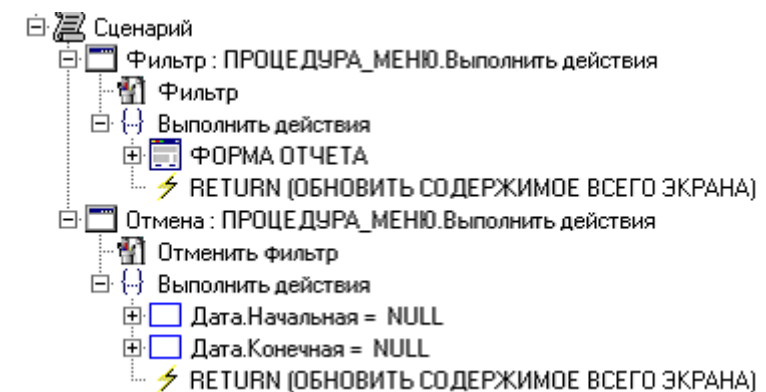 Сценарий
Фильтр : ПРОЦЕДУРА_МЕНЮ.Выполнить действия
Фильтр
Выполнить действия
ФОРМА ОТЧЕТА
RETURN (ОБНОВИТЬ СОДЕРЖИМОЕ ВСЕГО ЭКРАНА)
Отмена : ПРОЦЕДУРА_МЕНЮ.Выполнить действия
Отменить фильтр
Выполнить действия
Дата.Начальная = NULL
Дата.Конечная = NULL
RETURN (ОБНОВИТЬ СОДЕРЖИМОЕ ВСЕГО ЭКРАНА)